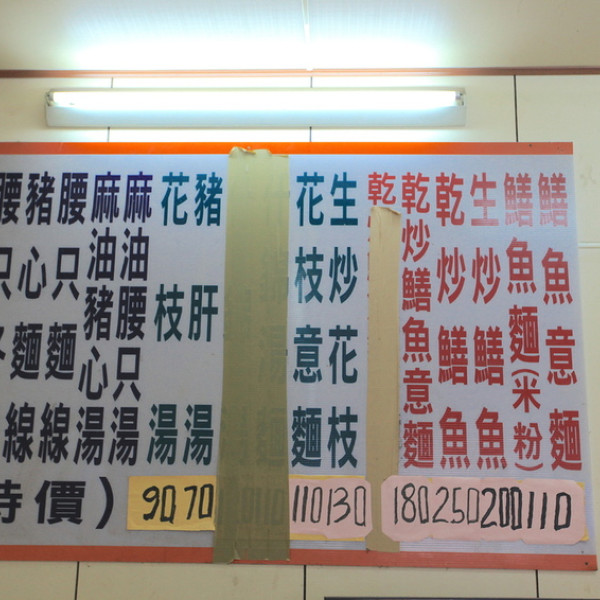 鱔魚意麵
鱔魚麵(米粉)
生炒鱔魚
乾炒鱔魚
乾炒鱔魚意麵
乾
生炒花枝
花枝意麵
豬肝湯
花枝湯
麻油腰只湯
麻油豬心湯
腰只麵線
豬心麵線
腰
時價)
90 70
110 130
180 250 200 110